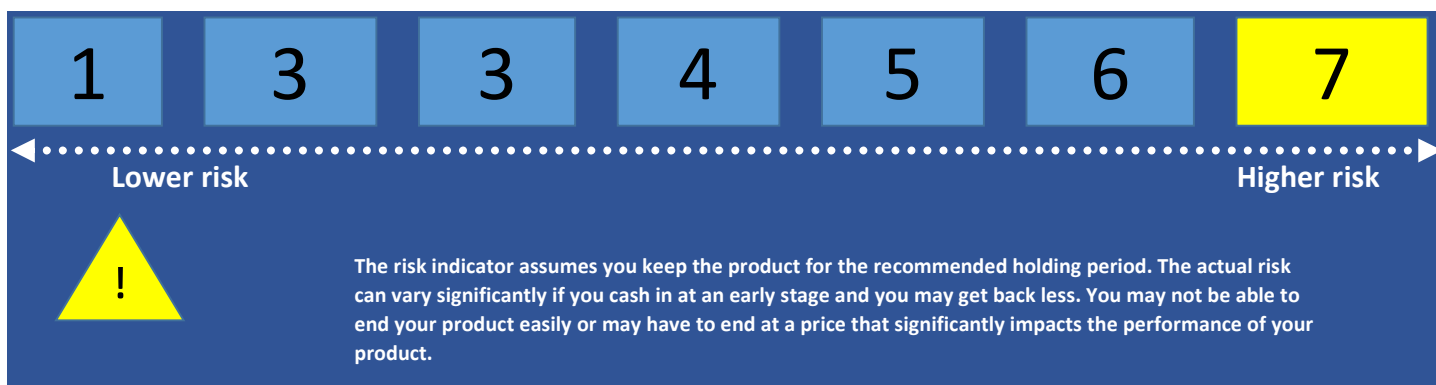 1 3 3 4 5 6 7
Lower risk Higher risk
!
The risk indicator assumes you keep the product for the recommended holding period. The actual risk
can vary significantly if you cash in at an early stage and you may get back less. You may not be able to
end your product easily or may have to end at a price that significantly impacts the performance of your
product.